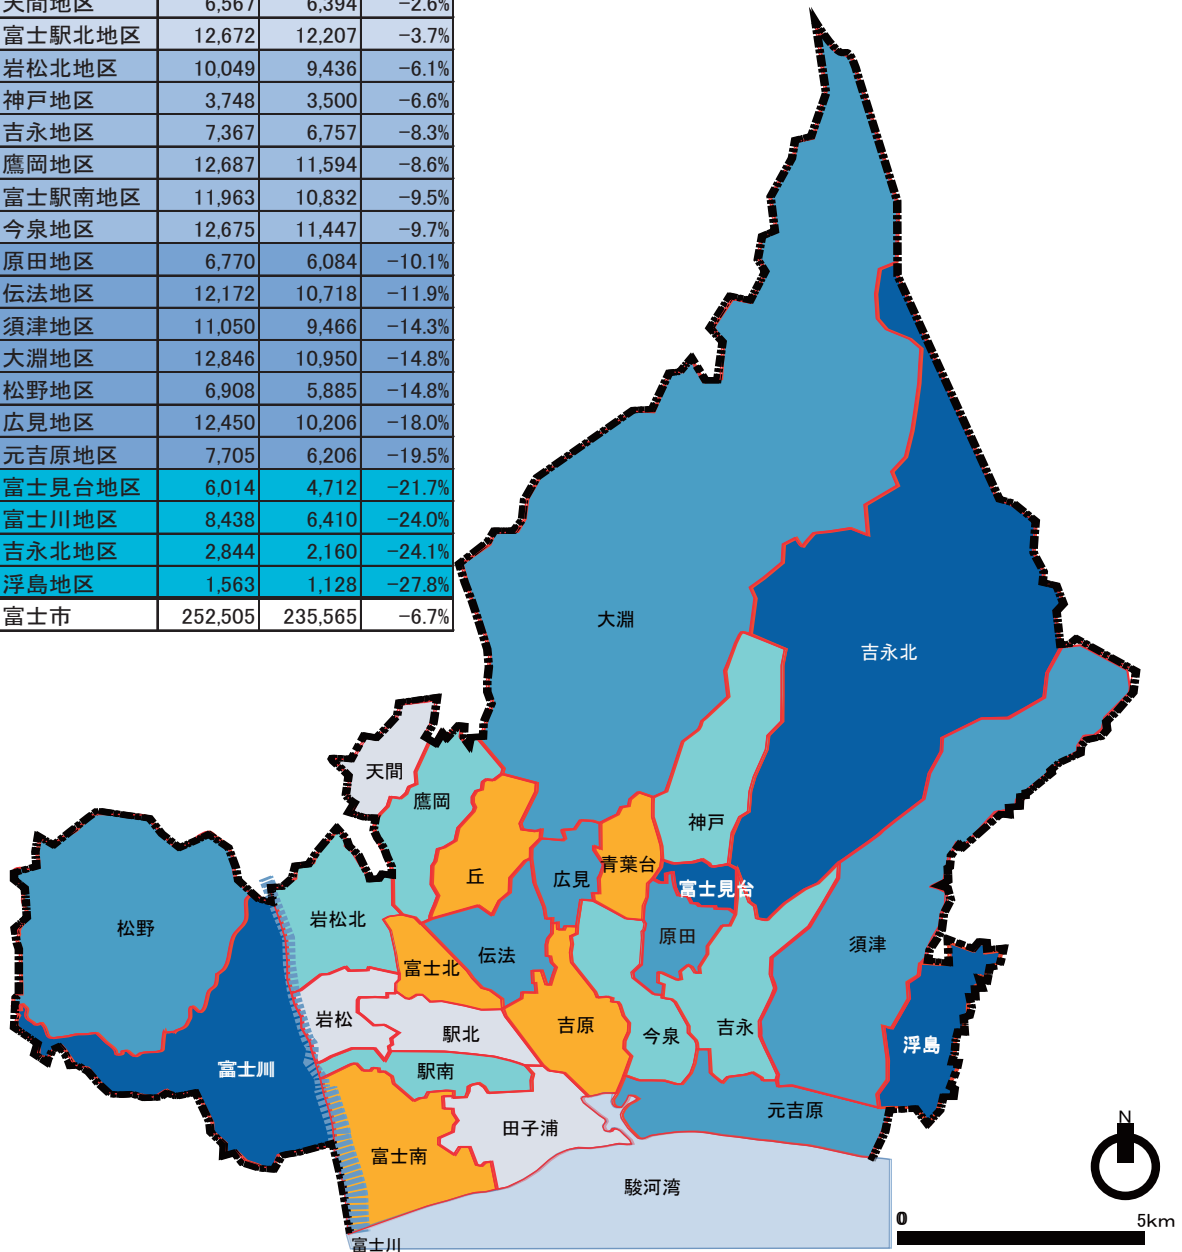 天間地区 6,567 6,394 −2.6%
富士駅北地区 12,672 12,207 −3.7%
岩松北地区 10,049 9,436 −6.1%
神戸地区 3,748 3,500 −6.6%
吉永地区 7,367 6,757 −8.3%
鷹岡地区 12,687 11,594 −8.6%
富士駅南地区 11,963 10,832 −9.5%
今泉地区 12,675 11,447 −9.7%
原田地区 6,770 6,084 −10.1%
伝法地区 12,172 10,718 −11.9%
須津地区 11,050 9,466 −14.3%
大淵地区 12,846 10,950 −14.8%
松野地区 6,908 5,885 −14.8%
広見地区 12,450 10,206 −18.0%
元吉原地区 7,705 6,206 −19.5%
富士見台地区 6,014 4,712 −21.7%
富士川地区 8,438 6,410 −24.0%
吉永北地区 2,844 2,160 −24.1%
浮島地区 1,563 1,128 −27.8%
富士市 252,505 235,565 −6.7%
大淵
吉永北
天間
鷹岡
神戸
丘
広見
青葉台
富士見台
松野
岩松北
伝法
原田
須津
富士北
岩松
駅北
吉原
今泉
吉永
浮島
富士川
駅南
元吉原
田子浦
富士南
駿河湾
富士川
N
0 5km